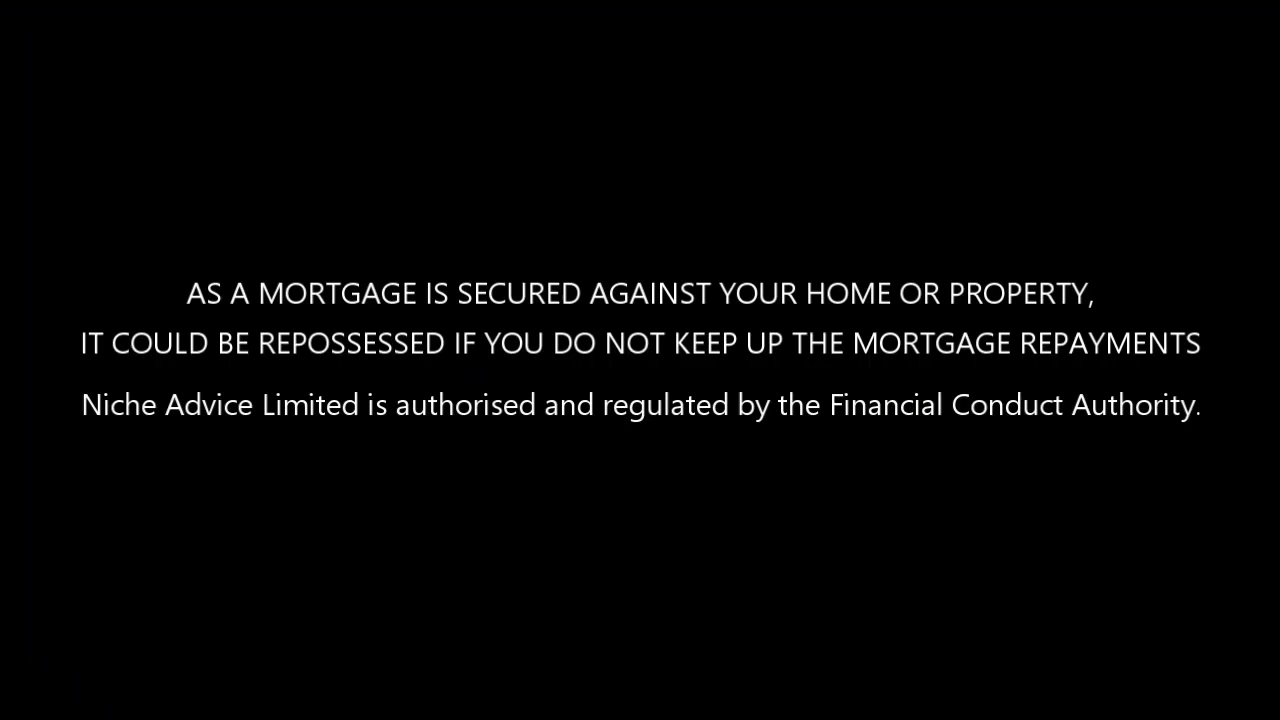 AS A MORTGAGE IS SECURED AGAINST YOUR HOME OR PROPERTY,
IT COULD BE REPOSSESSED IF YOU DO NOT KEEP UP THE MORTGAGE REPAYMENTS
Niche Advice Limited is authorised and regulated by the Financial Conduct Authority.